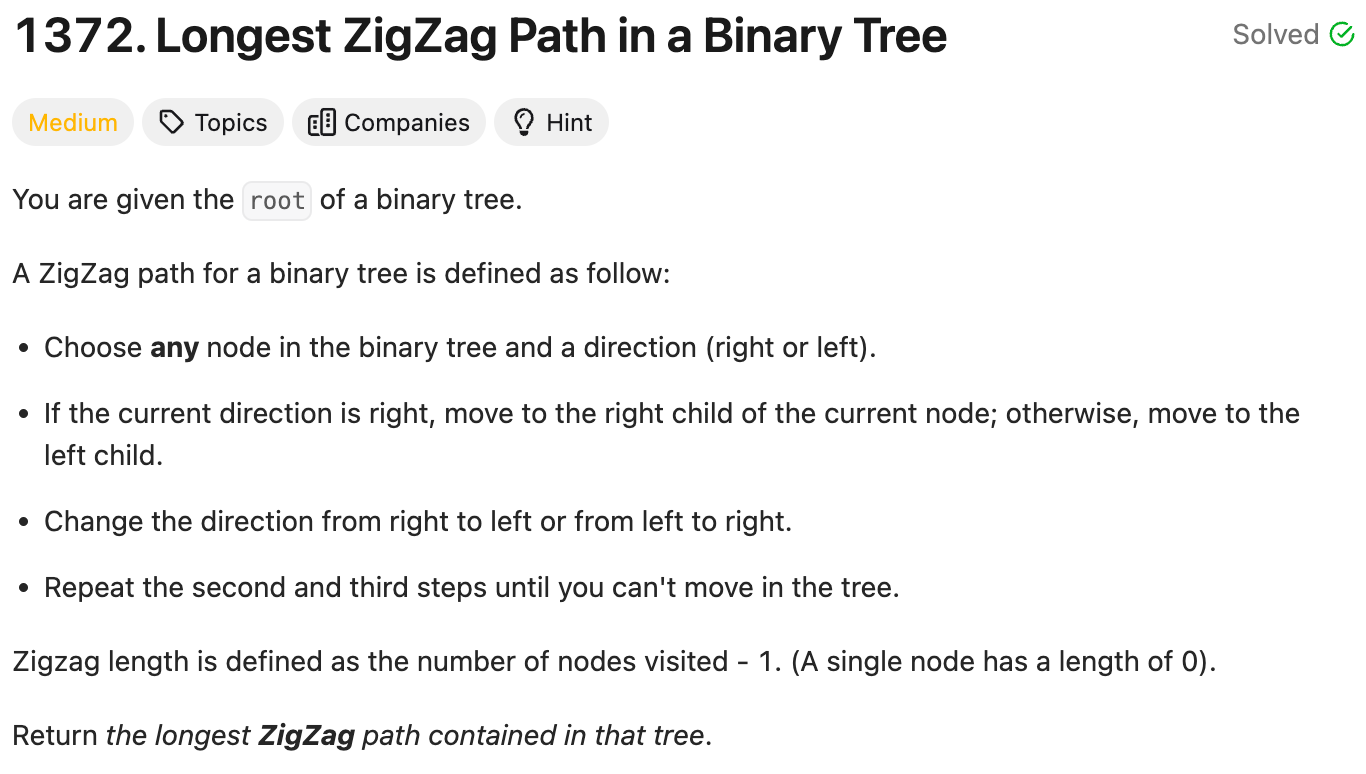 1372. Longest ZigZag Path in a Binary Tree
Solved
Medium
Topics
Companies
Hint
You are given the root of a binary tree.
A ZigZag path for a binary tree is defined as follow:
• Choose any node in the binary tree and a direction (right or left).
• If the current direction is right, move to the right child of the current node; otherwise, move to the
left child.
• Change the direction from right to left or from left to right.
• Repeat the second and third steps until you can't move in the tree.
Zigzag length is defined as the number of nodes visited - 1. (A single node has a length of 0).
Return the longest ZigZag path contained in that tree.